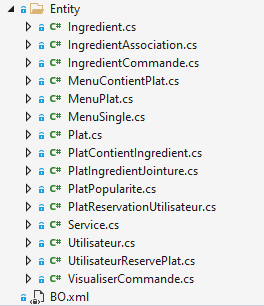 Entity
C# Ingredient.cs
C# IngredientAssociation.cs
C# IngredientCommande.cs
C# MenuContientPlat.cs
C# MenuPlat.cs
C# MenuSingle.cs
C# Plat.cs
C# PlatContientIngredient.cs
C# PlatIngredientJointure.cs
C# PlatPopularite.cs
C# PlatReservationUtilisateur.cs
C# Service.cs
C# Utilisateur.cs
C# UtilisateurReservePlat.cs
C# VisualiserCommande.cs
BO.xml